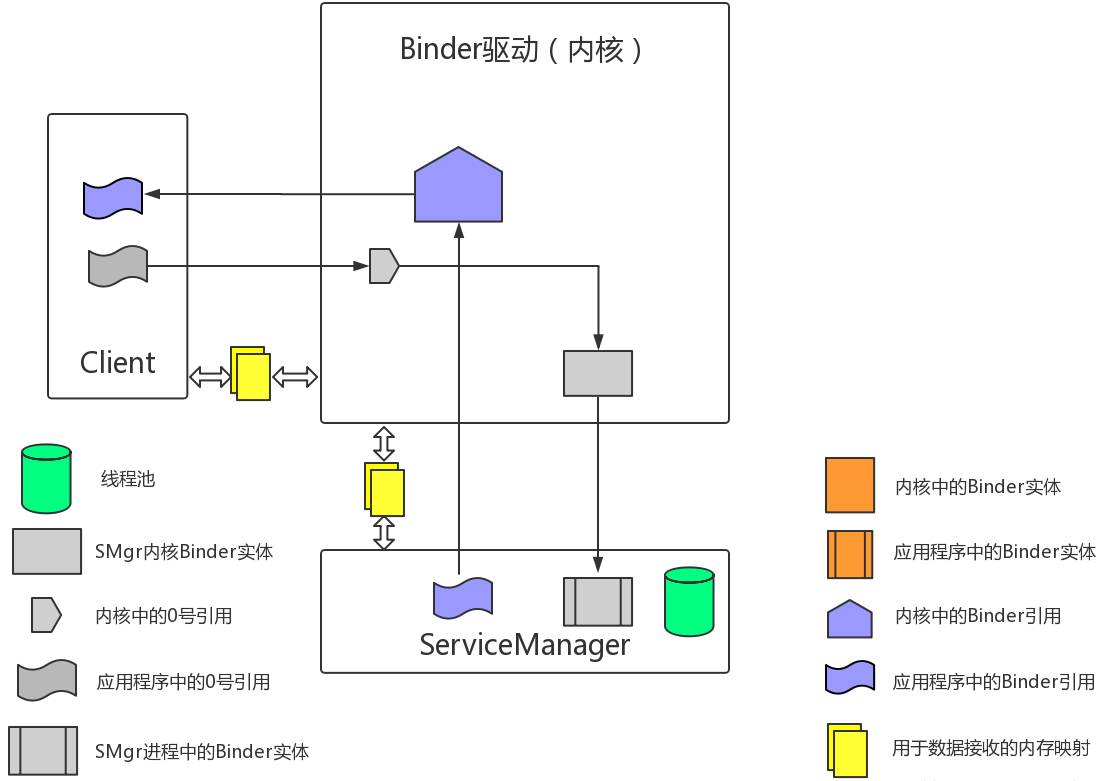 Binder驱动（内核）
Client
ServiceManager
线程池
SMgr内核Binder实体
内核中的0号引用
应用程序中的0号引用
SMgr进程中的Binder实体
内核中的Binder实体
应用程序中的Binder实体
内核中的Binder引用
应用程序中的Binder引用
用于数据接收的内存映射